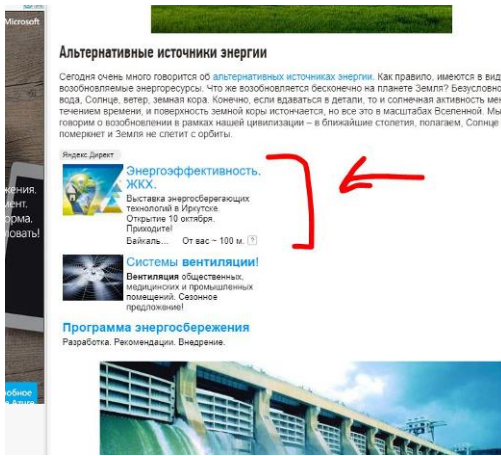 Microsoft
Альтернативные источники энергии
Сегодня очень много говорится об альтернативных источниках энергии. Как правило, имеются в вид
возобновляемые энергоресурсы. Что же возобновляется бесконечно на планете Земля? Безусловно
вода, Солнце, ветер, земная кора. Конечно, если вдаваться в детали, то и солнечная активность мен
течением времени, и поверхность земной коры истончается, но все это в масштабах Вселенной. Мы
говорим о возобновлении в рамках нашей цивилизации – в ближайшие столетия, полагаем, Солнце
померкнет и Земля не слетит с орбиты.
Яндекс Директ
Энергоэффективность.
ЖКХ.
Выставка энергосберегающих
технологий в Иркутске.
Открытие 10 октября.
Приходите!
Байкаль... От вас ~ 100 м. ?
Системы вентиляции!
Вентиляция общественных,
медицинских и промышленных
помещений. Сезонное
предложение!
Программа энергосбережения
Разработка. Рекомендации. Внедрение.
жения.
мент.
орма.
ловать!
робное